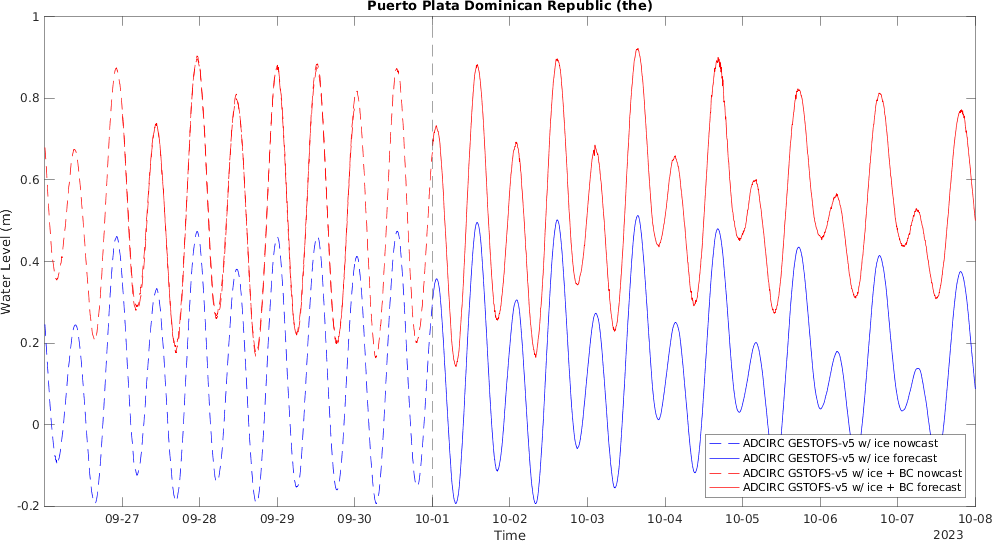 Puerto Plata Dominican Republic (the)
Water Level (m)
1
0.8
0.6
0.4
0.2
0
-0.2
09-27
09-28
09-29
09-30
10-01
10-02
10-03
10-04
10-05
10-06
10-07
10-08
Time
2023
ADCIRC GESTOFS-v5 w/ ice nowcast
ADCIRC GESTOFS-v5 w/ ice forecast
ADCIRC GSTOFS-v5 w/ ice + BC nowcast
ADCIRC GSTOFS-v5 w/ ice + BC forecast